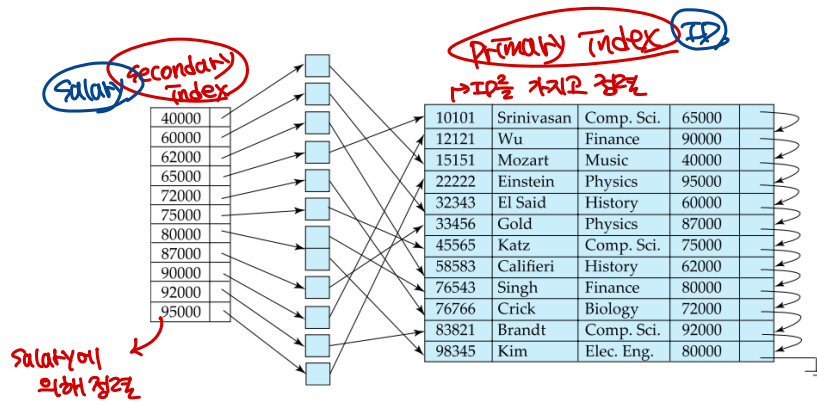 Primary Index ID
Secondary Index
Salary
→ID를 가지고 정렬
40000
60000
62000
65000
72000
75000
80000
87000
90000
92000
95000
10101 Srinivasan Comp. Sci. 65000
12121 Wu Finance 90000
15151 Mozart Music 40000
22222 Einstein Physics 95000
32343 El Said History 60000
33456 Gold Physics 87000
45565 Katz Comp. Sci. 75000
58583 Califieri History 62000
76543 Singh Finance 80000
76766 Crick Biology 72000
83821 Brandt Comp. Sci. 92000
98345 Kim Elec. Eng. 80000
Salary에
의해 정렬